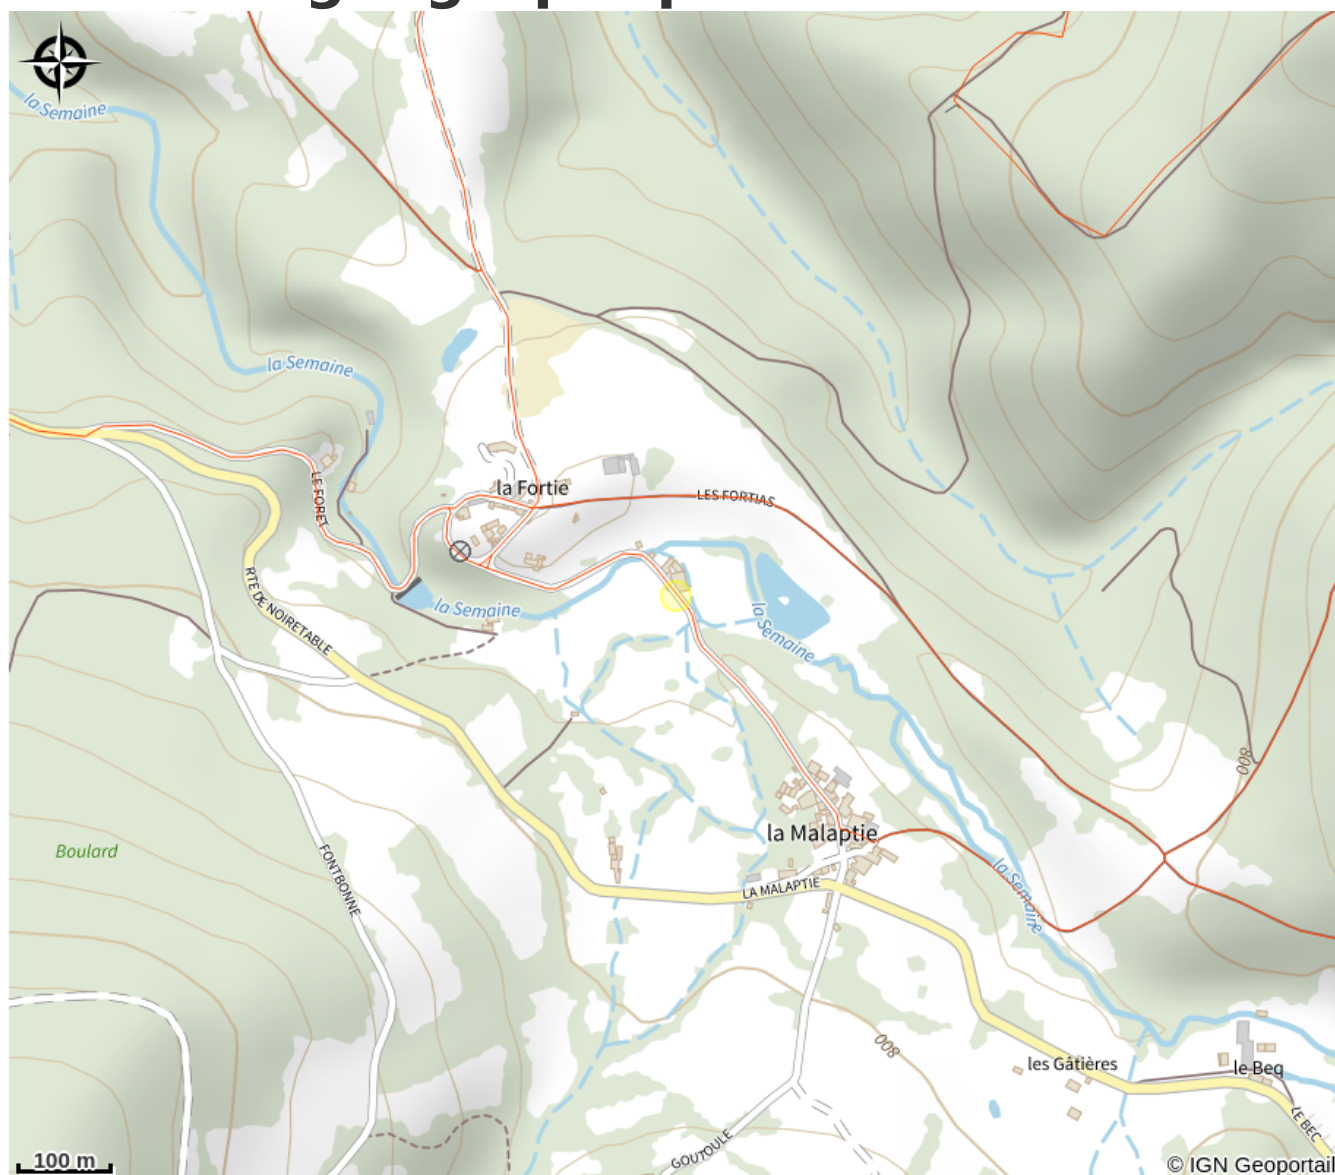 la Semaine
la Semaine
la Fortie
LES FORTIAS
LE FORET
RTE DE NOIRETABLE
la Semaine
la Semaine
800
la Malaptie
Boulard
FONTBONNE
LA MALAPTIE
la Semaine
800
les Gâtières
le Beq
LE BEC
GOUTOULE
100 m
© IGN Geoportail